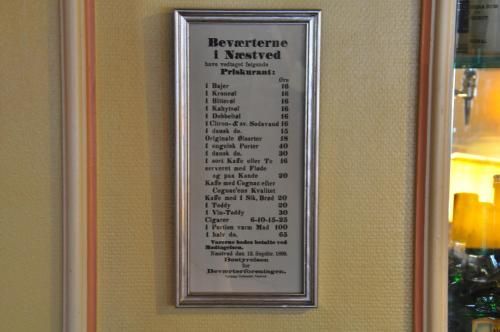 Beværterne
i Næstved
have vedtaget følgende
Priskurant:
Øre
1 Bajer 16
1 Kroneøl 16
1 Bitterøl 16
1 Kahytsøl 16
1 Dobbeltøl 16
1 Citron- & sv. Sodavand 16
1 dansk do. 15
Originale Ølsorter 18
1 engelsk Porter 40
1 dansk do. 30
1 sort Kaffe eller Te 16
serveret med Fløde
og paa Kande 20
Kaffe med Cognac efter
Cognac'ens Kvalitet
Kaffe med 1 Stk. Brød 20
1 Toddy 20
1 Vin-Toddy 30
Cigarer 6-10-15-25
1 Portion varm Mad 100
1 halv do. 65
Varerne bedes betalte ved
Modtagelsen.
Næstved den 12. Septbr. 1899.
Bestyrelsen
for
Beværterforeningen.